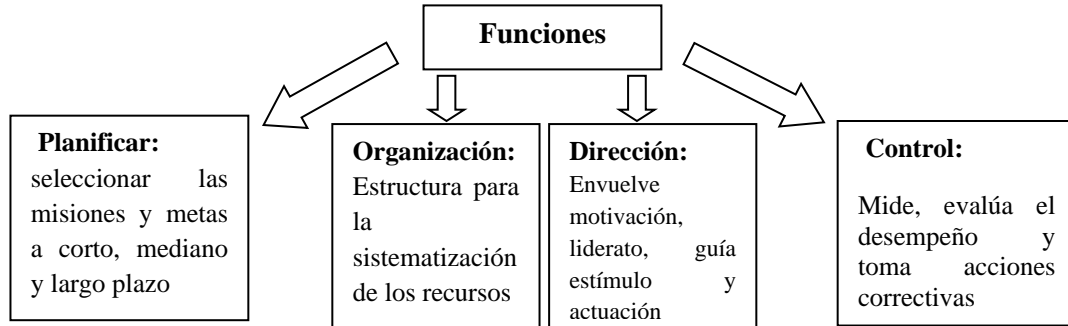 Funciones
Planificar:
seleccionar las
misiones y metas
a corto, mediano
y largo plazo
Organización:
Estructura para
la
sistematización
de los recursos
Dirección:
Envuelve
motivación,
liderato, guía
estímulo y
actuación
Control:
Mide, evalúa el
desempeño y
toma acciones
correctivas